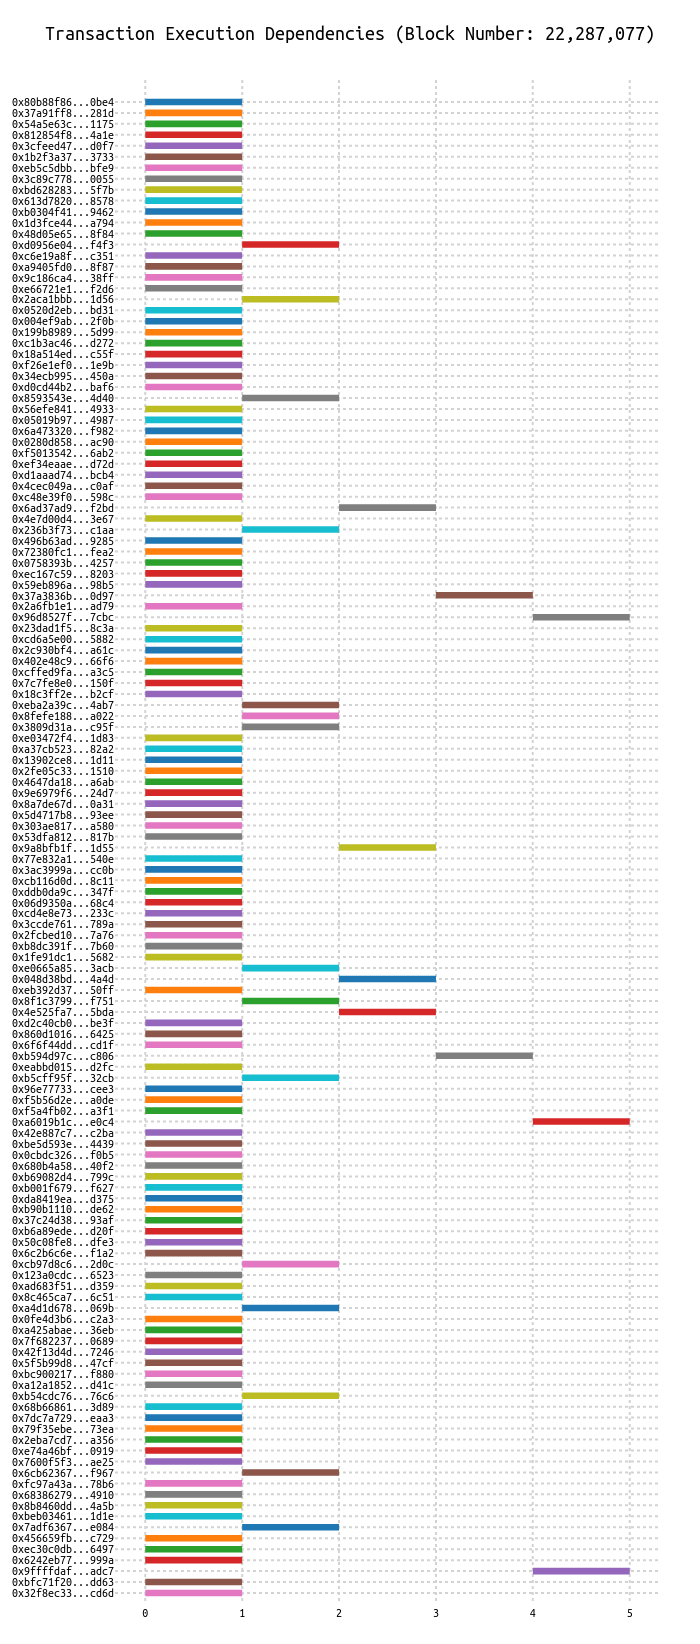 Transaction Execution Dependencies (Block Number: 22,287,077)
0x80b88f86...0be4
0x37a91ff8...281d
0x54a5e63c...1175
0x812854f8...4a1e
0x3cfeed47...d0f7
0x1b2f3a37...3733
0xeb5c5dbb...bfe9
0x3c89c778...0055
0xbd628283...5f7b
0x613d7820...8578
0xb0304f41...9462
0x1d3fce44...a794
0x48d05e65...8f84
0xd0956e04...f4f3
0xc6e19a8f...c351
0xa9405fd0...8f87
0x9c186ca4...38ff
0xe66721e1...f2d6
0x2aca1bbb...1d56
0x0520d2eb...bd31
0x004ef9ab...2f0b
0x199b8989...5d99
0xc1b3ac46...d272
0x18a514ed...c55f
0xf26e1ef0...1e9b
0x34ecb995...450a
0xd0cd44b2...baf6
0x8593543e...4d40
0x56efe841...4933
0x05019b97...4987
0x6a473320...f982
0x0280d858...ac90
0xf5013542...6ab2
0xef34eaae...d72d
0xd1aaad74...bcb4
0x4cec049a...c0af
0xc48e39f0...598c
0x6ad37ad9...f2bd
0x4e7d00d4...3e67
0x236b3f73...c1aa
0x496b63ad...9285
0x72380fc1...fea2
0x0758393b...4257
0xec167c59...8203
0x59eb896a...98b5
0x37a3836b...0d97
0x2a6fb1e1...ad79
0x96d8527f...7cbc
0x23dad1f5...8c3a
0xcd6a5e00...5882
0x2c930bf4...a61c
0x402e48c9...66f6
0xcffed9fa...a3c5
0x7c7fe8e0...150f
0x18c3ff2e...b2cf
0xeba2a39c...4ab7
0x8fefe188...a022
0x3809d31a...c95f
0xe03472f4...1d83
0xa37cb523...82a2
0x13902ce8...1d11
0x2fe05c33...1510
0x4647da18...a6ab
0x9e6979f6...24d7
0x8a7de67d...0a31
0x5d4717b8...93ee
0x303ae817...a580
0x53dfa812...817b
0x9a8bfb1f...1d55
0x77e832a1...540e
0x3ac3999a...cc0b
0xcb116d0d...8c11
0xddb0da9c...347f
0x06d9350a...68c4
0xcd4e8e73...233c
0x3ccde761...789a
0x2fcbed10...7a76
0xb8dc391f...7b60
0x1fe91dc1...5682
0xe0665a85...3acb
0x048d38bd...4a4d
0xeb392d37...50ff
0x8f1c3799...f751
0x4e525fa7...5bda
0xd2c40cb0...be3f
0x860d1016...6425
0x6f6f44dd...cd1f
0xb594d97c...c806
0xeabbd015...d2fc
0xb5cff95f...32cb
0x96e77733...cee3
0xf5b56d2e...a0de
0xf5a4fb02...a3f1
0xa6019b1c...e0c4
0x42e887c7...c2ba
0xbe5d593e...4439
0x0cbdc326...f0b5
0x680b4a58...40f2
0xb69082d4...799c
0xb001f679...f627
0xda8419ea...d375
0xb90b1110...de62
0x37c24d38...93af
0xb6a89ede...d20f
0x50c08fe8...dfe3
0x6c2b6c6e...f1a2
0xcb97d8c6...2d0c
0x123a0cdc...6523
0xad683f51...d359
0x8c465ca7...6c51
0xa4d1d678...069b
0x0fe4d3b6...c2a3
0xa425abae...36eb
0x7f682237...0689
0x42f13d4d...7246
0x5f5b99d8...47cf
0xbc900217...f880
0xa12a1852...d41c
0xb54cdc76...76c6
0x68b66861...3d89
0x7dc7a729...eaa3
0x79f35ebe...73ea
0x2eba7cd7...a356
0xe74a46bf...0919
0x7600f5f3...ae25
0x6cb62367...f967
0xfc97a43a...78b6
0x68386279...4910
0x8b8460dd...4a5b
0xbeb03461...1d1e
0x7adf6367...e084
0x456659fb...c729
0xec30c0db...6497
0x6242eb77...999a
0x9ffffdaf...adc7
0xbfc71f20...dd63
0x32f8ec33...cd6d
0 1 2 3 4 5